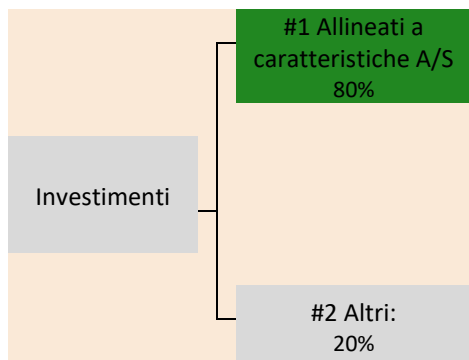 #1 Allineati a
caratteristiche A/S
80%
Investimenti
#2 Altri:
20%